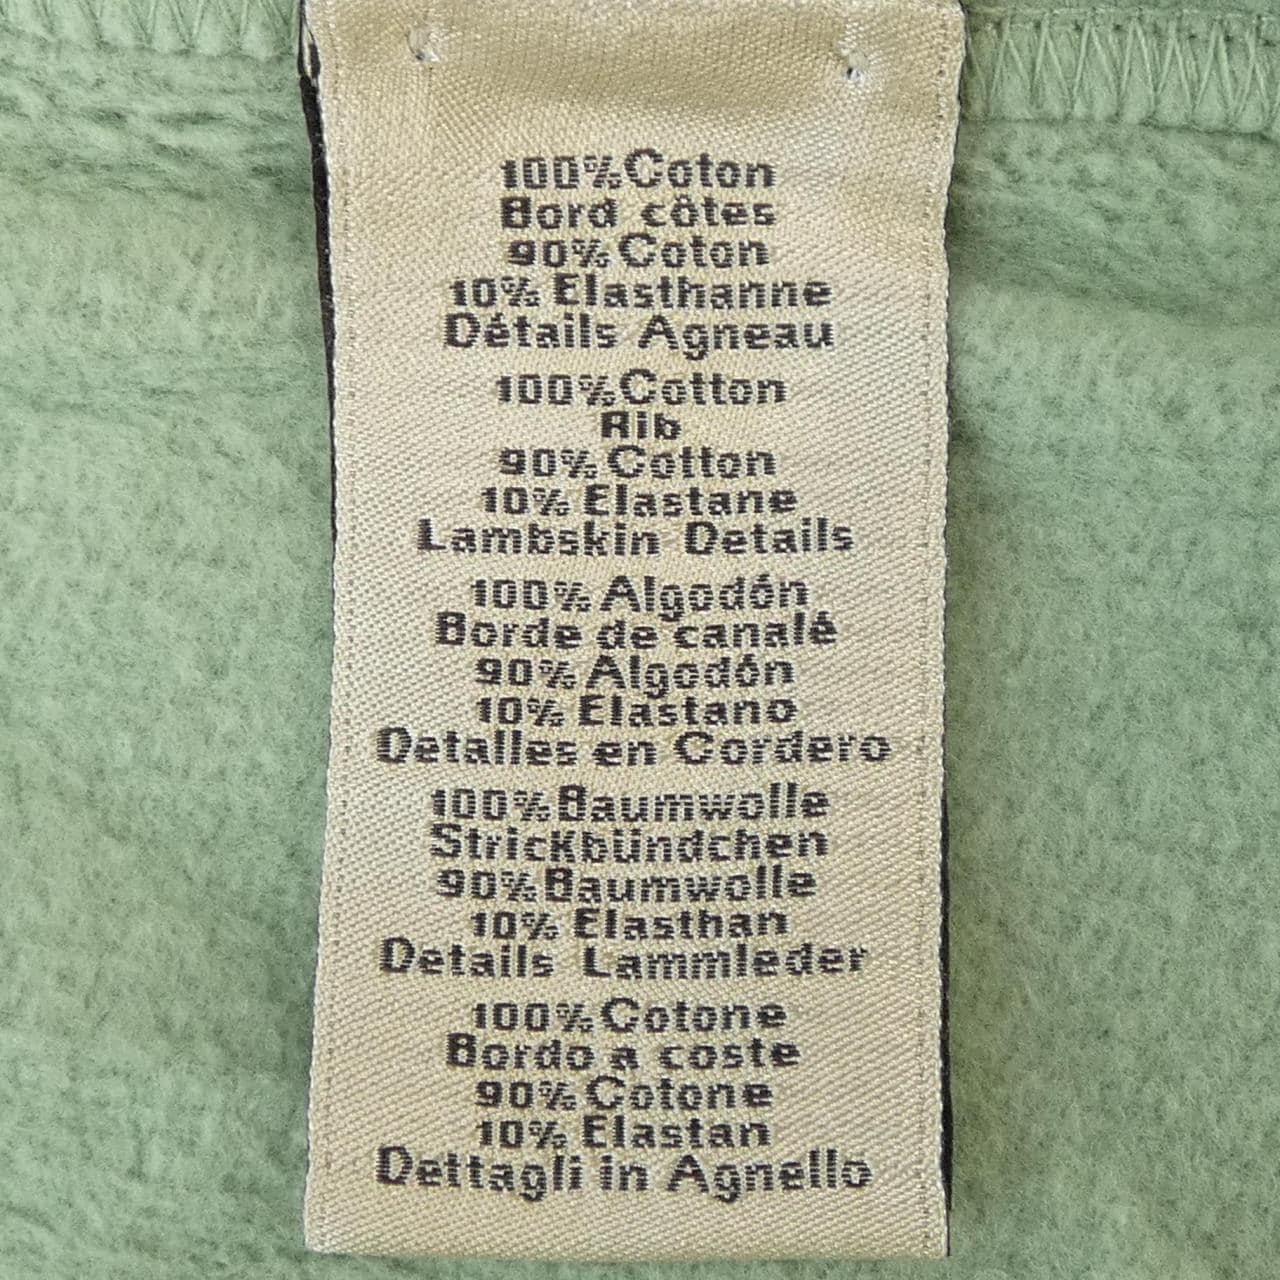 100% Coton
Bord côtes
90% Coton
10% Elasthanne
Détails Agneau
100% Cotton
Rib
90% Cotton
10% Elastane
Lambskin Details
100% Algodón
Borde de canalé
90% Algodón
10% Elastano
Detalles en Cordero
100% Baumwolle
Strickbündchen
90% Baumwolle
10% Elasthan
Details Lammleder
100% Cotone
Bordo a coste
90% Cotone
10% Elastan
Dettagli in Agnello